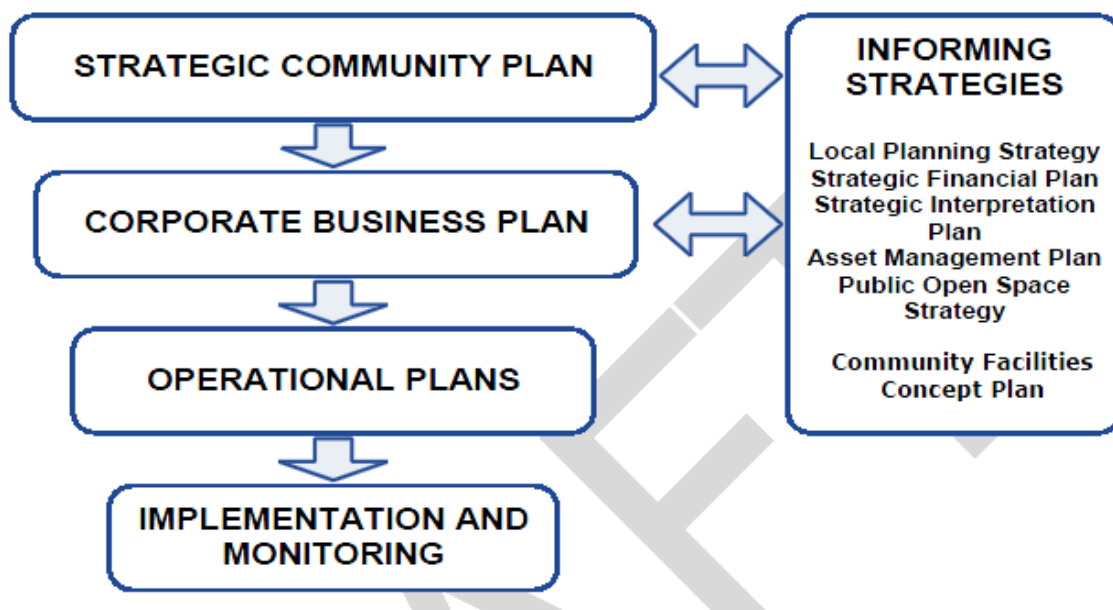 STRATEGIC COMMUNITY PLAN
CORPORATE BUSINESS PLAN
OPERATIONAL PLANS
IMPLEMENTATION AND
MONITORING
INFORMING
STRATEGIES
Local Planning Strategy
Strategic Financial Plan
Strategic Interpretation
Plan
Asset Management Plan
Public Open Space
Strategy
Community Facilities
Concept Plan